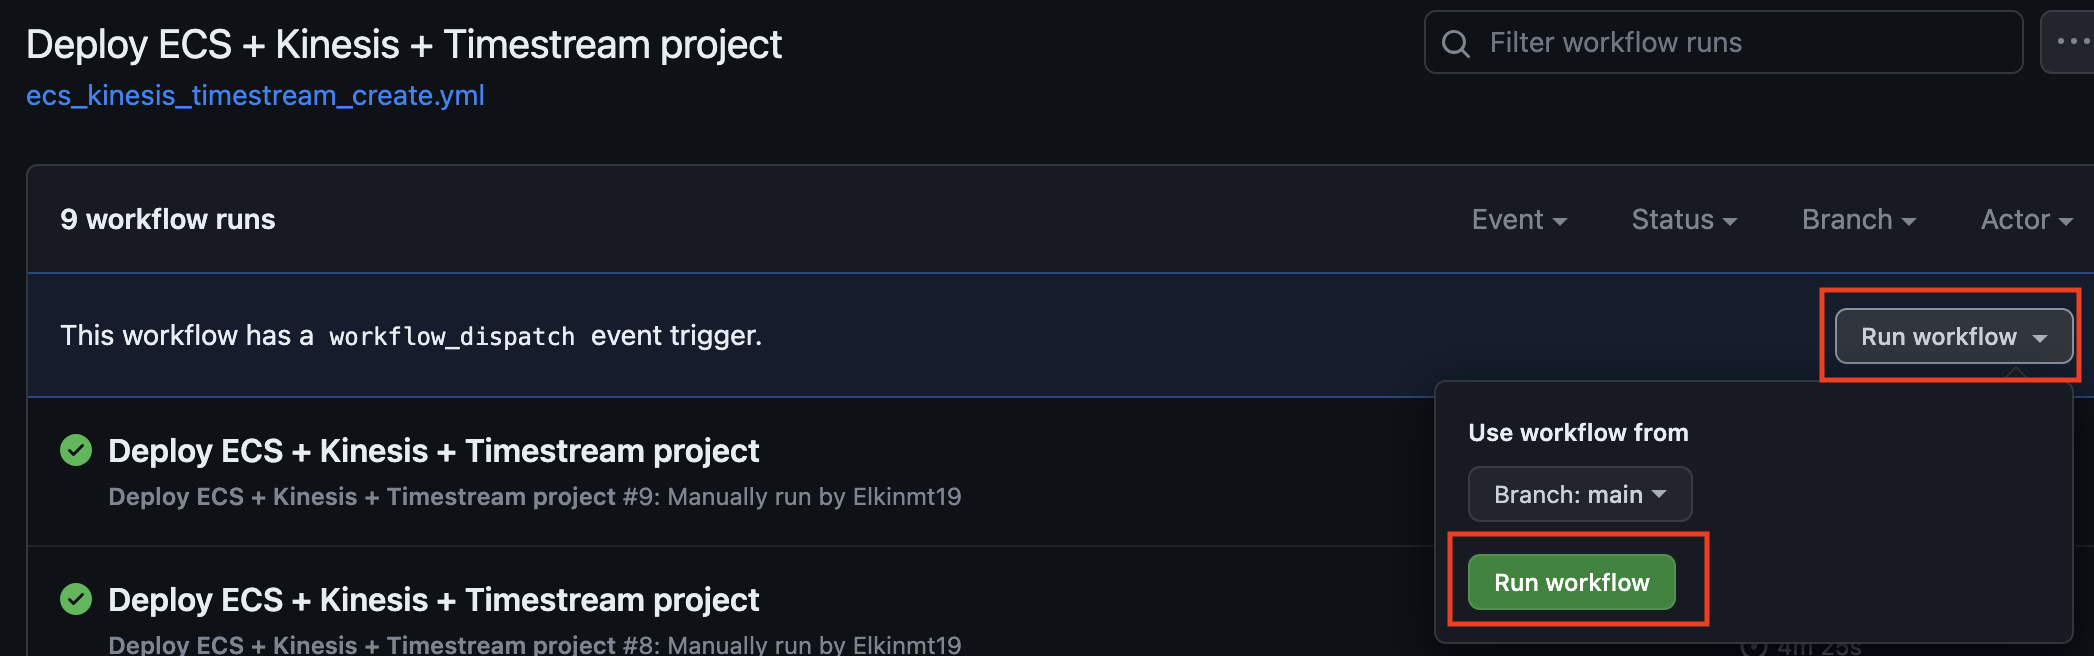 Deploy ECS + Kinesis + Timestream project
Filter workflow runs
ecs_kinesis_timestream_create.yml
9 workflow runs
Event
Status
Branch
Actor
This workflow has a workflow_dispatch event trigger.
Run workflow
Use workflow from
Branch: main
Run workflow
Deploy ECS + Kinesis + Timestream project
Deploy ECS + Kinesis + Timestream project #9: Manually run by Elkinmt19
Deploy ECS + Kinesis + Timestream project
Deploy ECS + Kinesis + Timestream project #8: Manually run by Elkinmt19
4m 25s